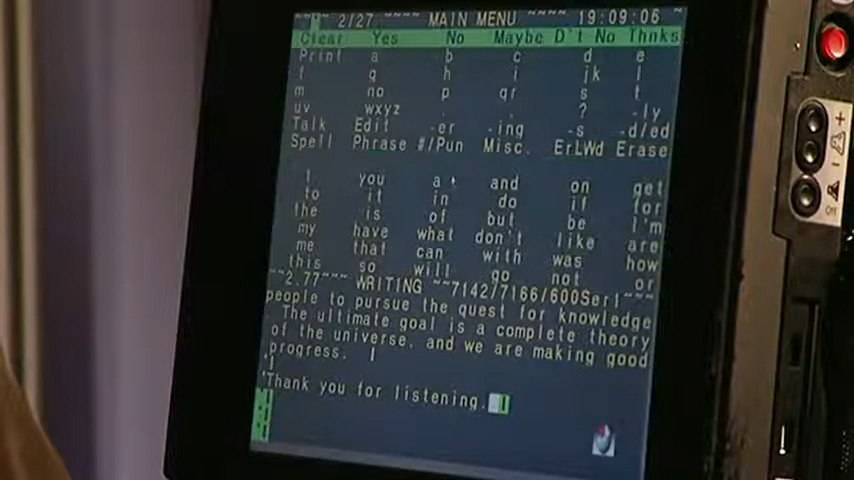 2/27 ~~~~ MAIN MENU ~~~~ 19:09:06 ~
Clear Yes No Maybe D't No Thnks
Print a b c d e
f g h i jk l
m no p qr s t
uv wxyz . , ? -ly
Talk Edit -er -ing -s -d/ed
Spell Phrase #/Pun Misc. ErLWd Erase
I you a and on get
to it in do if for
the is of but be I'm
my have what don't like are
me that can with was how
this so will go not or
~~2.77~~~ WRITING ~~7142/7166/600Ser1~~~
people to pursue the quest for knowledge
The ultimate goal is a complete theory
of the universe. and we are making good
progress.
Thank you for listening.
Off